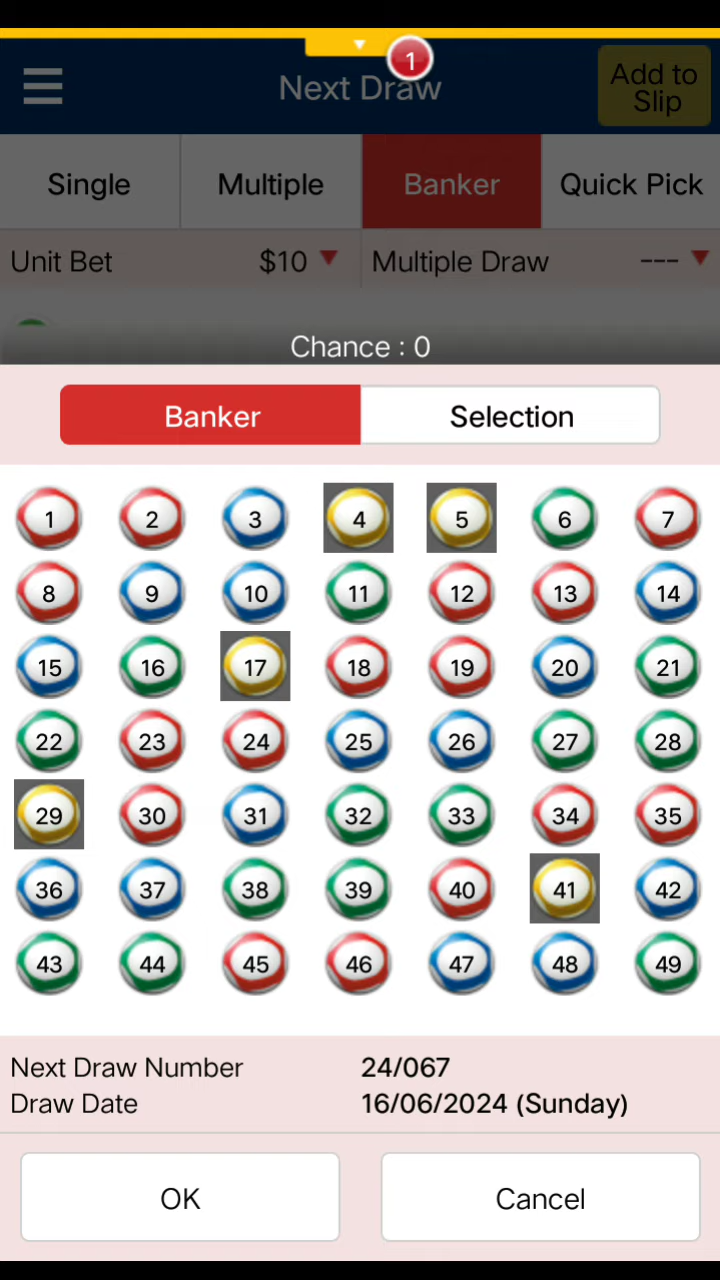 1
Next Draw
Add to
Slip
Single Multiple Banker Quick Pick
Unit Bet $10 Multiple Draw ---
Chance : 0
Banker Selection
1 2 3 4 5 6 7
8 9 10 11 12 13 14
15 16 17 18 19 20 21
22 23 24 25 26 27 28
29 30 31 32 33 34 35
36 37 38 39 40 41 42
43 44 45 46 47 48 49
Next Draw Number 24/067
Draw Date 16/06/2024 (Sunday)
OK Cancel